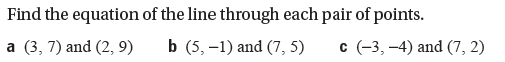 Find the equation of the line through each pair of points.
a (3, 7) and (2, 9) b (5, −1) and (7, 5) c (−3, −4) and (7, 2)